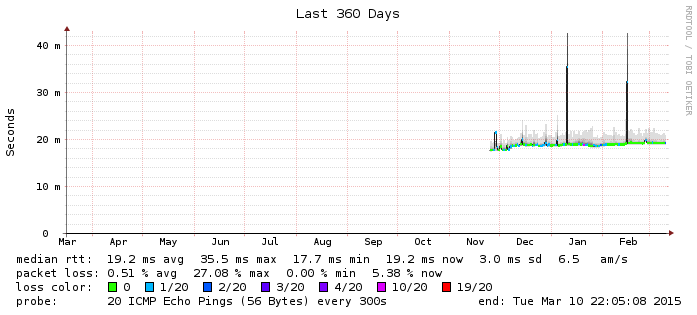 Last 360 Days
RRDTOOL / TOBI OETIKER
Seconds
40 m
30 m
20 m
10 m
0
Mar Apr May Jun Jul Aug Sep Oct Nov Dec Jan Feb
median rtt: 19.2 ms avg 35.5 ms max 17.7 ms min 19.2 ms now 3.0 ms sd 6.5 am/s
packet loss: 0.51 % avg 27.08 % max 0.00 % min 5.38 % now
loss color: 0 1/20 2/20 3/20 4/20 10/20 19/20
probe: 20 ICMP Echo Pings (56 Bytes) every 300s end: Tue Mar 10 22:05:08 2015